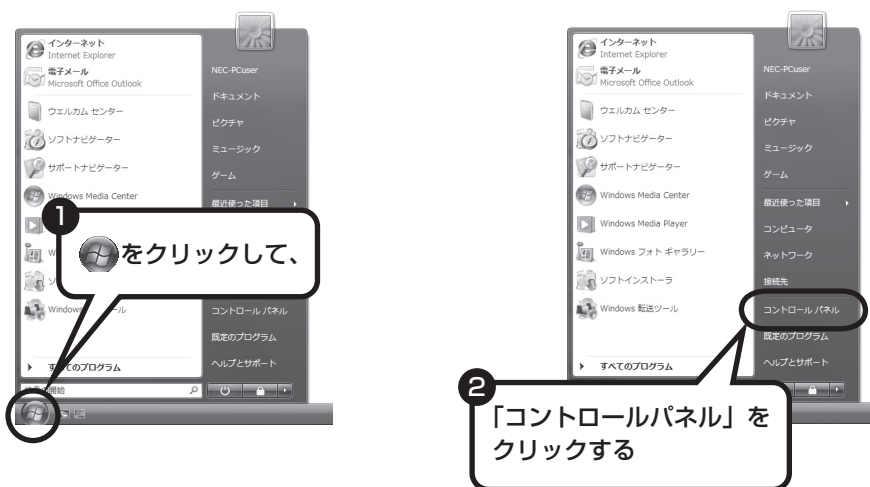 インターネット
Internet Explorer
電子メール
Microsoft Office Outlook
ウェルカム センター
ソフトナビゲーター
サポートナビゲーター
Windows Media Center
すべてのプログラム
NEC-PCuser
ドキュメント
ピクチャ
ミュージック
ゲーム
最近使った項目
コントロール パネル
既定のプログラム
ヘルプとサポート
1
をクリックして、
インターネット
Internet Explorer
電子メール
Microsoft Office Outlook
ウェルカム センター
ソフトナビゲーター
サポートナビゲーター
Windows Media Center
Windows Media Player
Windows フォト ギャラリー
ソフトインストーラ
Windows 転送ツール
すべてのプログラム
NEC-PCuser
ドキュメント
ピクチャ
ミュージック
ゲーム
最近使った項目
コンピュータ
ネットワーク
接続先
コントロール パネル
既定のプログラム
ヘルプとサポート
2
「コントロールパネル」を
クリックする